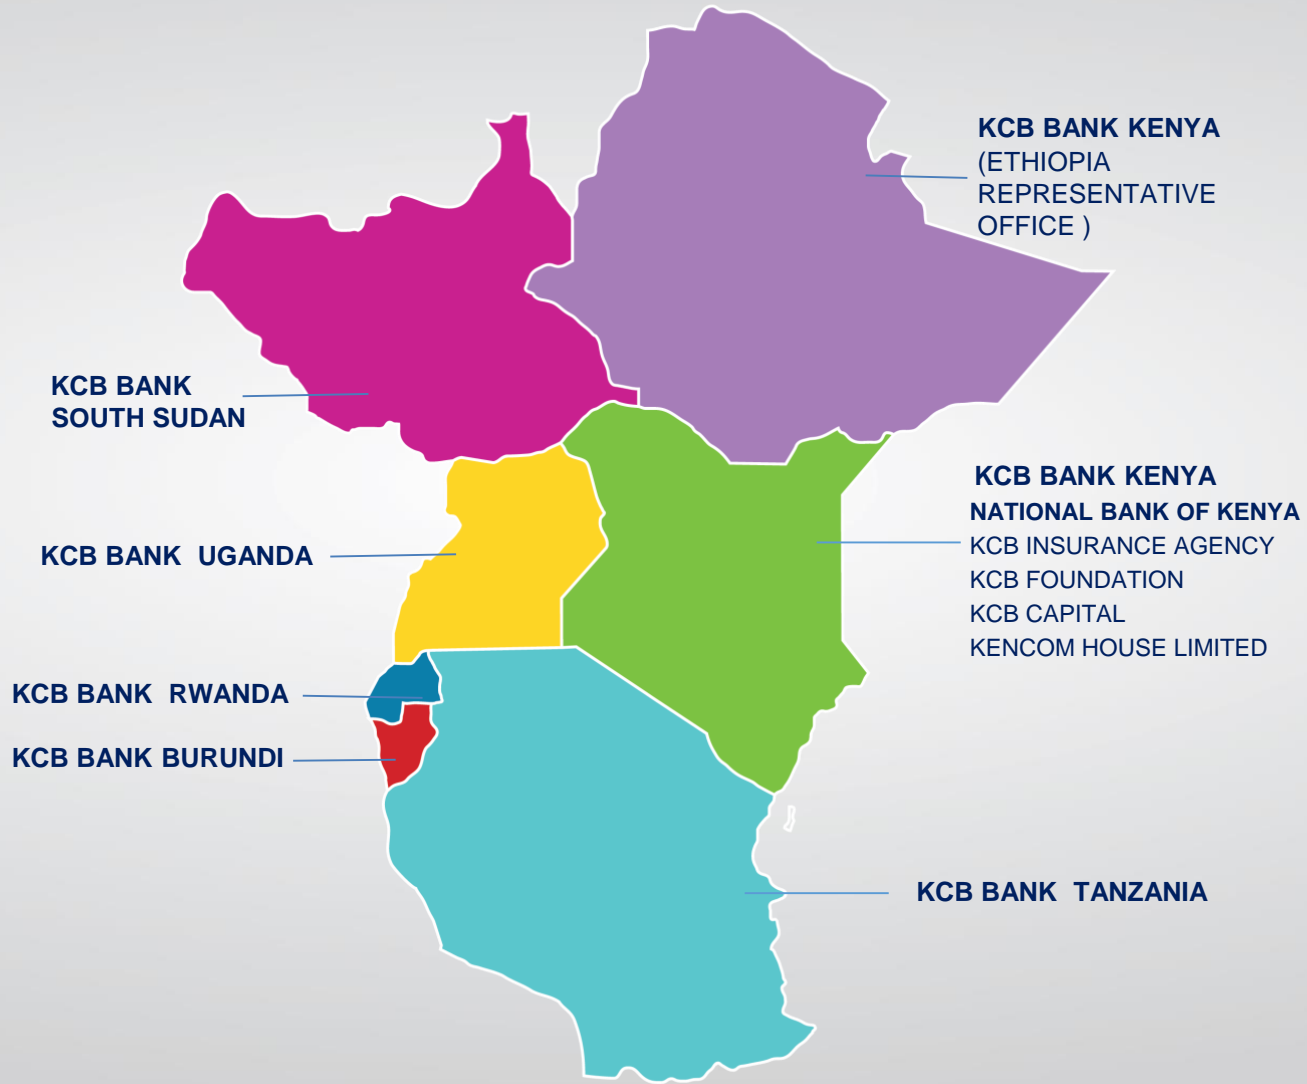 KCB BANK KENYA
(ETHIOPIA
REPRESENTATIVE
OFFICE )
KCB BANK
SOUTH SUDAN
KCB BANK KENYA
NATIONAL BANK OF KENYA
KCB INSURANCE AGENCY
KCB FOUNDATION
KCB CAPITAL
KENCOM HOUSE LIMITED
KCB BANK UGANDA
KCB BANK RWANDA
KCB BANK BURUNDI
KCB BANK TANZANIA